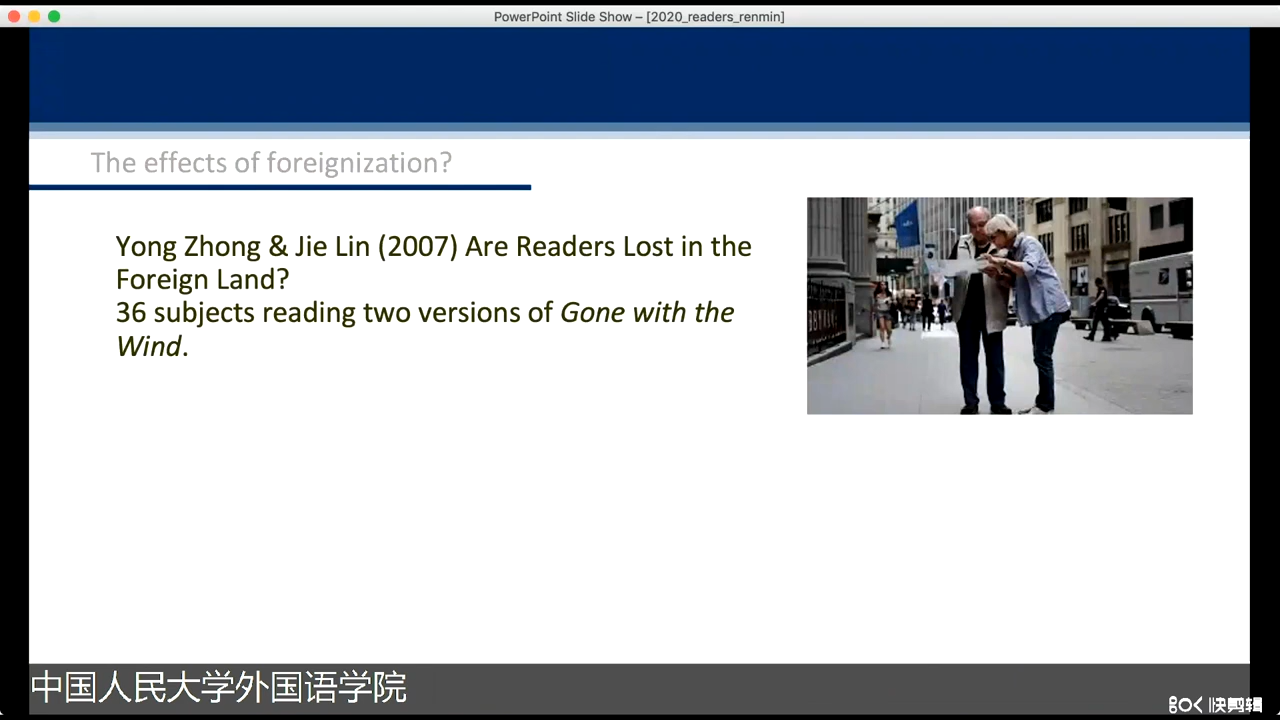 PowerPoint Slide Show – [2020_readers_renmin]
The effects of foreignization?
Yong Zhong & Jie Lin (2007) Are Readers Lost in the
Foreign Land?
36 subjects reading two versions of Gone with the
Wind.
中国人民大学外国语学院
快剪辑